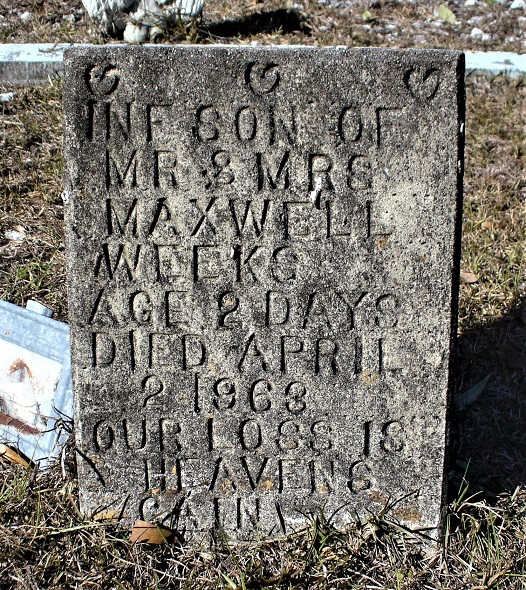 INF SON OF
MR & MRS
MAXWELL
WEEKS
AGE 2 DAYS
DIED APRIL
2 1963
OUR LOSS IS
HEAVENS
GAIN